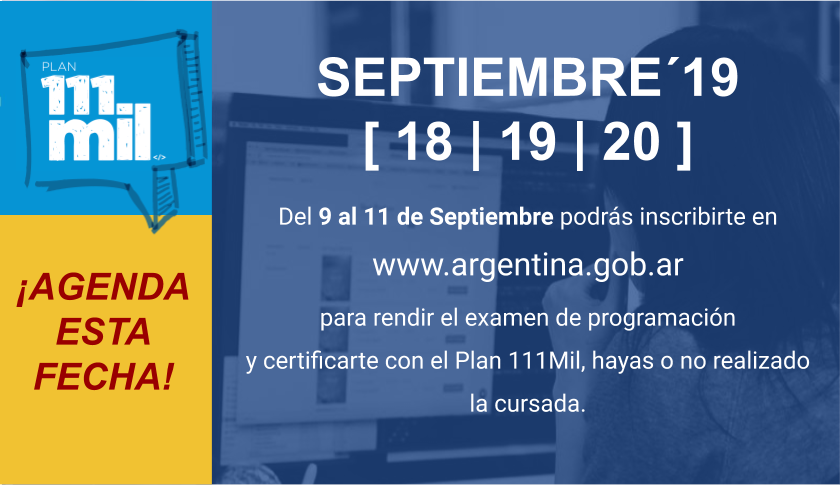 PLAN
111.
mil
</>
¡AGENDA
ESTA
FECHA!
SEPTIEMBRE´19
[ 18 | 19 | 20 ]
Del 9 al 11 de Septiembre podrás inscribirte en
www.argentina.gob.ar
para rendir el examen de programación
y certificarte con el Plan 111Mil, hayas o no realizado
la cursada.